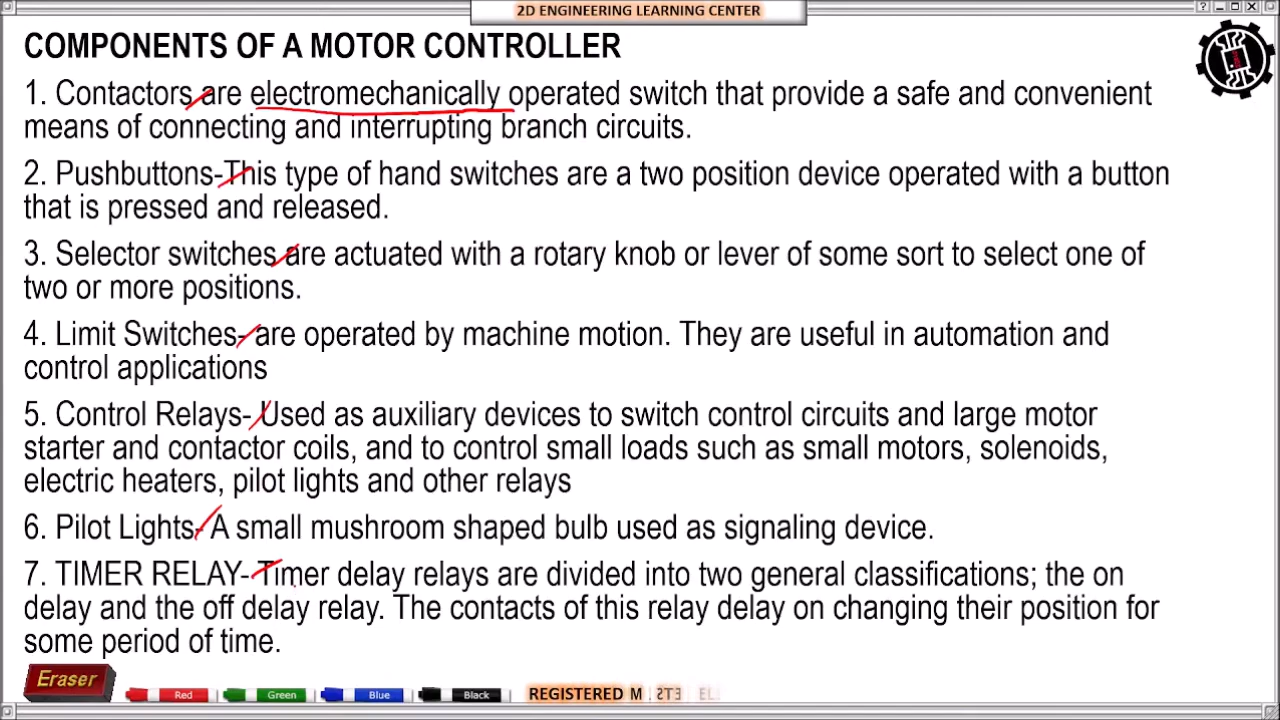 2D ENGINEERING LEARNING CENTER
COMPONENTS OF A MOTOR CONTROLLER
1. Contactors are electromechanically operated switch that provide a safe and convenient
means of connecting and interrupting branch circuits.
2. Pushbuttons-This type of hand switches are a two position device operated with a button
that is pressed and released.
3. Selector switches are actuated with a rotary knob or lever of some sort to select one of
two or more positions.
4. Limit Switches- are operated by machine motion. They are useful in automation and
control applications
5. Control Relays- Used as auxiliary devices to switch control circuits and large motor
starter and contactor coils, and to control small loads such as small motors, solenoids,
electric heaters, pilot lights and other relays
6. Pilot Lights- A small mushroom shaped bulb used as signaling device.
7. TIMER RELAY- Timer delay relays are divided into two general classifications; the on
delay and the off delay relay. The contacts of this relay delay on changing their position for
some period of time.
Eraser Red Green Blue Black REGISTERED M